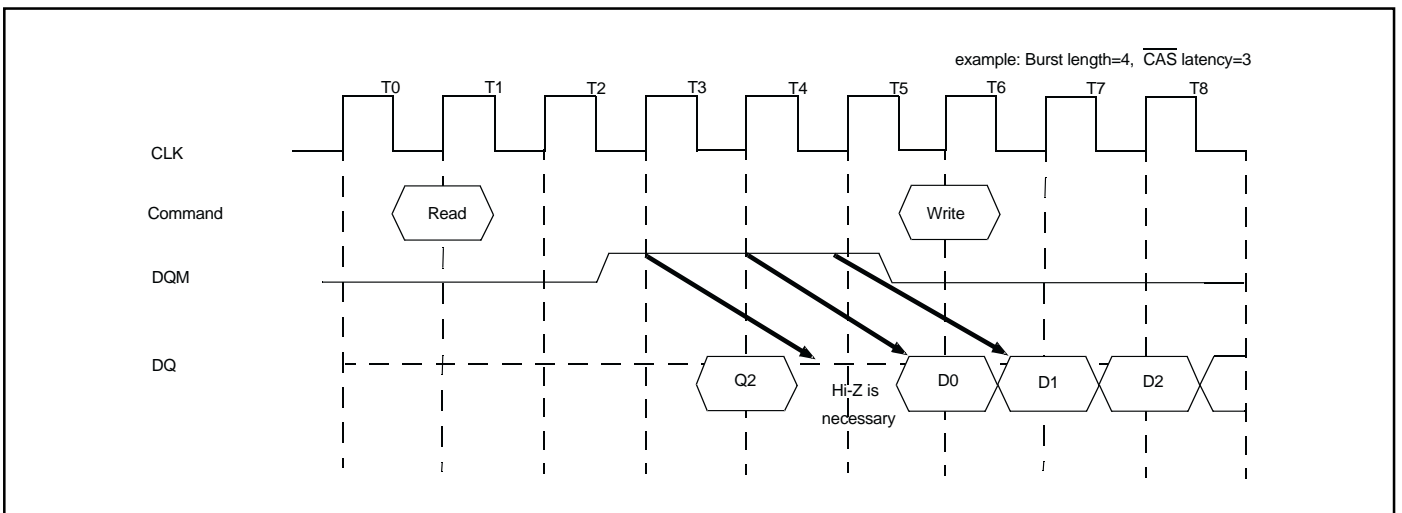 example: Burst length=4, CAS latency=3
T0 T1 T2 T3 T4 T5 T6 T7 T8
CLK
Command Read Write
DQM
DQ Q2 D0 D1 D2
Hi-Z is
necessary